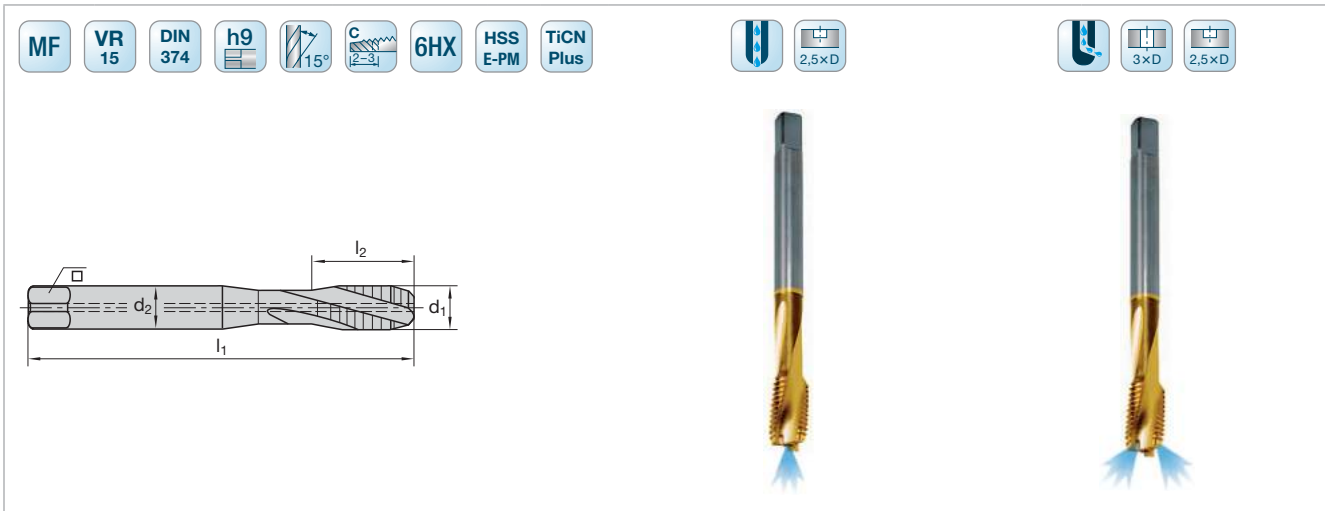 MF
VR 15
DIN 374
h9
15°
C 2–3
6HX
HSS E-PM
TiCN Plus
2,5×D
3×D
2,5×D
l2
d2
d1
l1